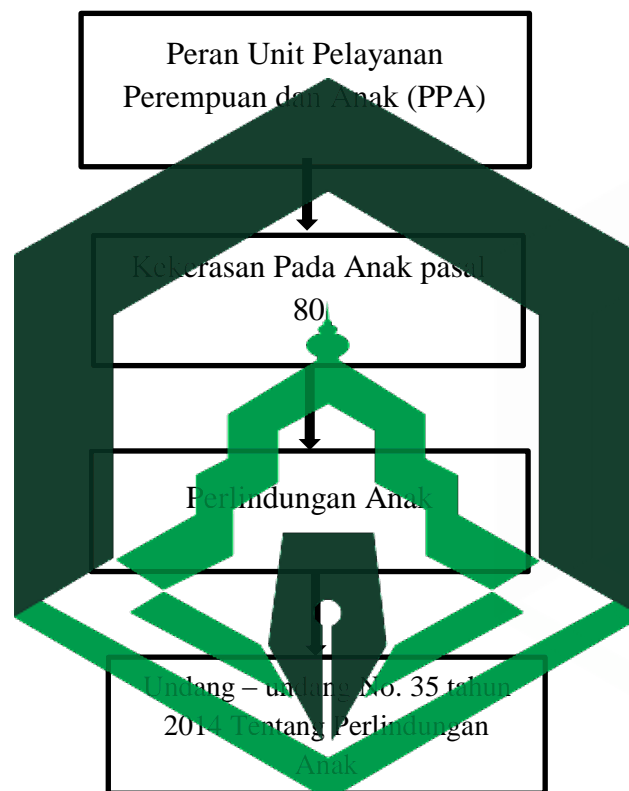 Peran Unit Pelayanan
Perempuan dan Anak (PPA)
Kekerasan Pada Anak pasal
80
Perlindungan Anak
Undang – undang No. 35 tahun
2014 Tentang Perlindungan
Anak